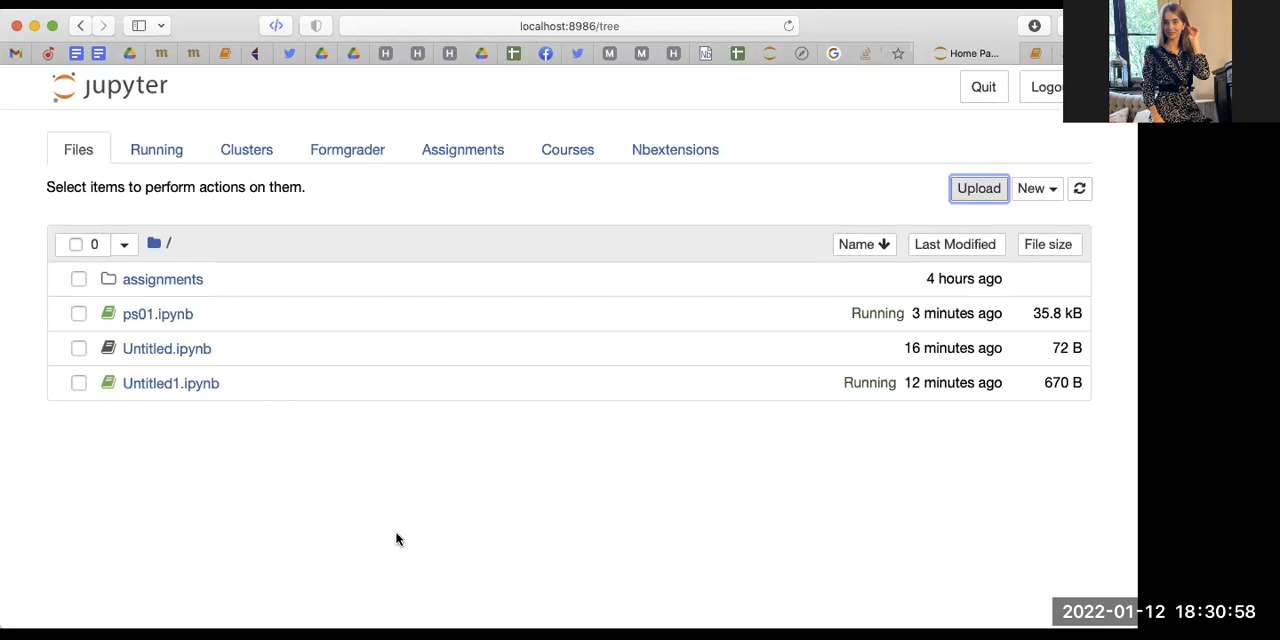 localhost:8986/tree
Home Pa...
jupyter
Quit
Logo
Files Running Clusters Formgrader Assignments Courses Nbextensions
Select items to perform actions on them.
Upload New
0 /
Name Last Modified File size
assignments 4 hours ago
ps01.ipynb Running 3 minutes ago 35.8 kB
Untitled.ipynb 16 minutes ago 72 B
Untitled1.ipynb Running 12 minutes ago 670 B
2022-01-12 18:30:58